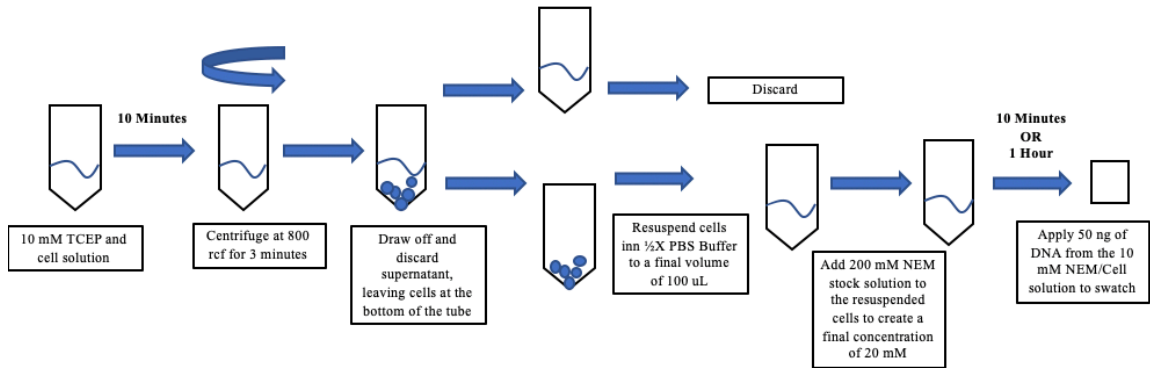 10 Minutes
10 mM TCEP and
cell solution
Centrifuge at 800
rcf for 3 minutes
Draw off and
discard
supernatant,
leaving cells at the
bottom of the tube
Discard
Resuspend cells
inn ½X PBS Buffer
to a final volume
of 100 uL
Add 200 mM NEM
stock solution to
the resuspended
cells to create a
final concentration
of 20 mM
10 Minutes
OR
1 Hour
Apply 50 ng of
DNA from the 10
mM NEM/Cell
solution to swatch